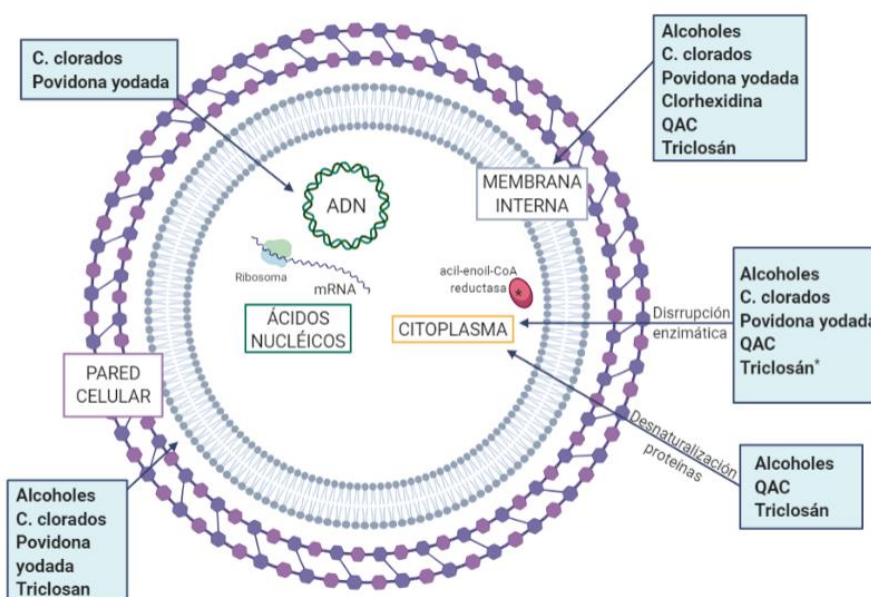 C. clorados
Povidona yodada
Alcoholes
C. clorados
Povidona yodada
Clorhexidina
QAC
Triclosán
MEMBRANA
INTERNA
ADN
Ribosoma
mRNA
acil-enoil-CoA
reductasa
*
ÁCIDOS
NUCLÉICOS
CITOPLASMA
Disrrupción
enzimática
Alcoholes
C. clorados
Povidona yodada
QAC
Triclosán*
PARED
CELULAR
Desnaturalización
proteínas
Alcoholes
QAC
Triclosán
Alcoholes
C. clorados
Povidona
yodada
Triclosan